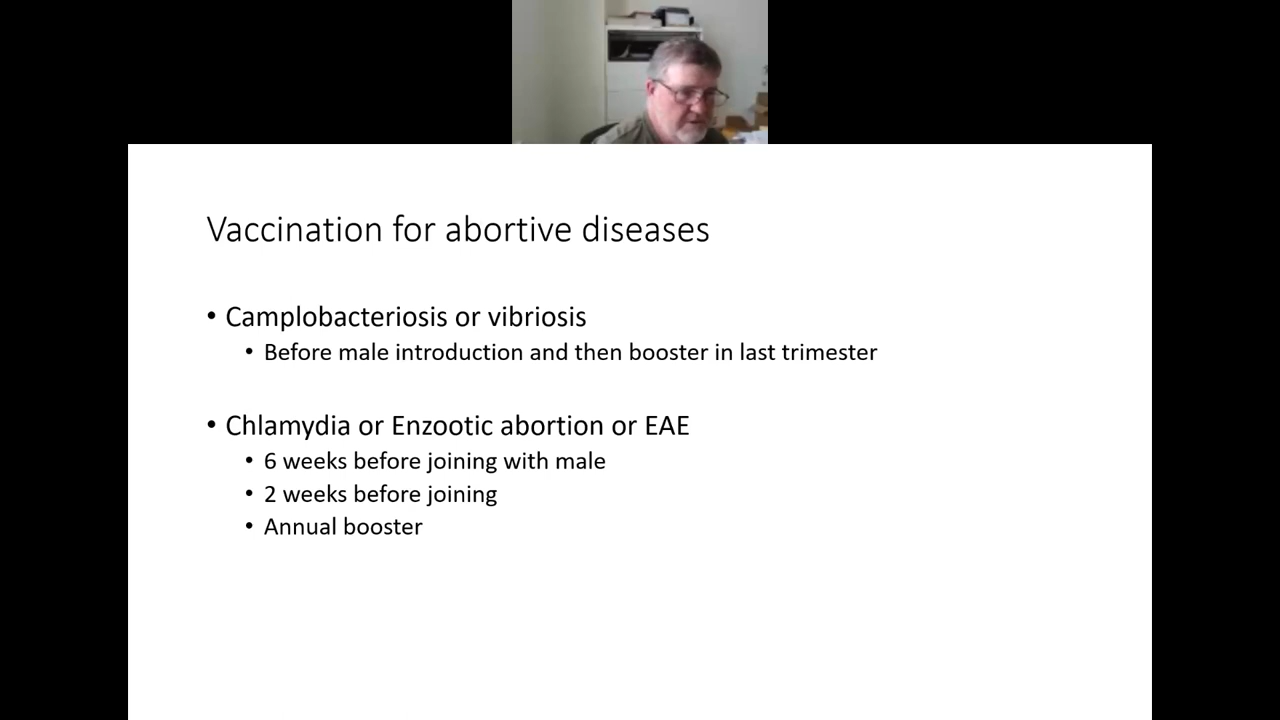 Vaccination for abortive diseases
• Camplobacteriosis or vibriosis
• Before male introduction and then booster in last trimester
• Chlamydia or Enzootic abortion or EAE
• 6 weeks before joining with male
• 2 weeks before joining
• Annual booster